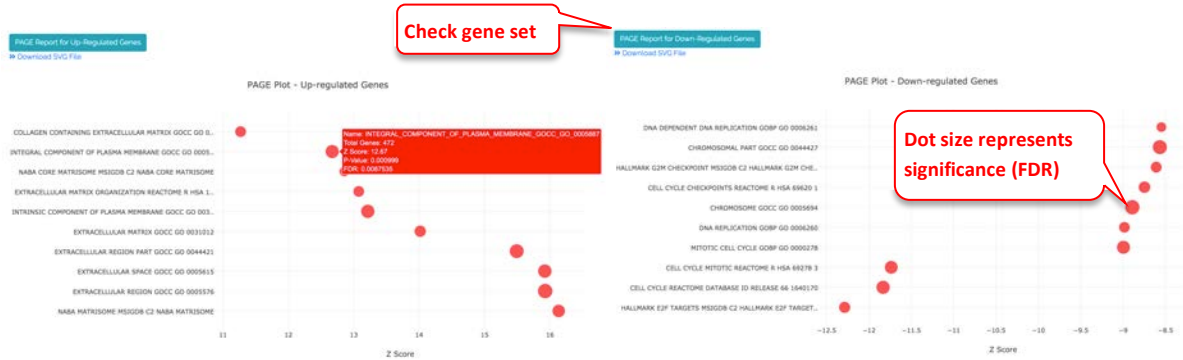 Check gene set
PAGE Report for Up-Regulated Genes
» Download SVG File
PAGE Plot - Up-regulated Genes
COLLAGEN CONTAINING EXTRACELLULAR MATRIX GOCC GO 0..
INTEGRAL COMPONENT OF PLASMA MEMBRANE GOCC GO 0005..
NABA CORE MATRISOME MSIGDB C2 NABA CORE MATRISOME
EXTRACELLULAR MATRIX ORGANIZATION REACTOME R HSA 1..
INTRINSIC COMPONENT OF PLASMA MEMBRANE GOCC GO 003..
EXTRACELLULAR MATRIX GOCC GO 0031012
EXTRACELLULAR REGION PART GOCC GO 0044421
EXTRACELLULAR SPACE GOCC GO 0005615
EXTRACELLULAR REGION GOCC GO 0005576
NABA MATRISOME MSIGDB C2 NABA MATRISOME
Name: INTEGRAL_COMPONENT_OF_PLASMA_MEMBRANE_GOCC_GO_0005887
Total Genes: 472
Z Score: 12.67
P-Value: 0.000999
FDR: 0.0087535
11 12 13 14 15 16
Z Score
PAGE Report for Down-Regulated Genes
» Download SVG File
PAGE Plot - Down-regulated Genes
DNA DEPENDENT DNA REPLICATION GOBP GO 0006261
CHROMOSOMAL PART GOCC GO 0044427
HALLMARK G2M CHECKPOINT MSIGDB C2 HALLMARK G2M CHE..
CELL CYCLE CHECKPOINTS REACTOME R HSA 69620 1
CHROMOSOME GOCC GO 0005694
DNA REPLICATION GOBP GO 0006260
MITOTIC CELL CYCLE GOBP GO 0000278
CELL CYCLE MITOTIC REACTOME R HSA 69278 3
CELL CYCLE REACTOME DATABASE ID RELEASE 66 1640170
HALLMARK E2F TARGETS MSIGDB C2 HALLMARK E2F TARGET..
Dot size represents
significance (FDR)
−12.5 −12 −11.5 −11 −10.5 −10 −9.5 −9 −8.5
Z Score